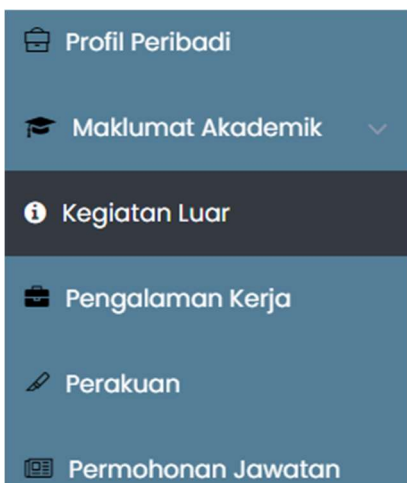 Profil Peribadi
Maklumat Akademik
Kegiatan Luar
Pengalaman Kerja
Perakuan
Permohonan Jawatan